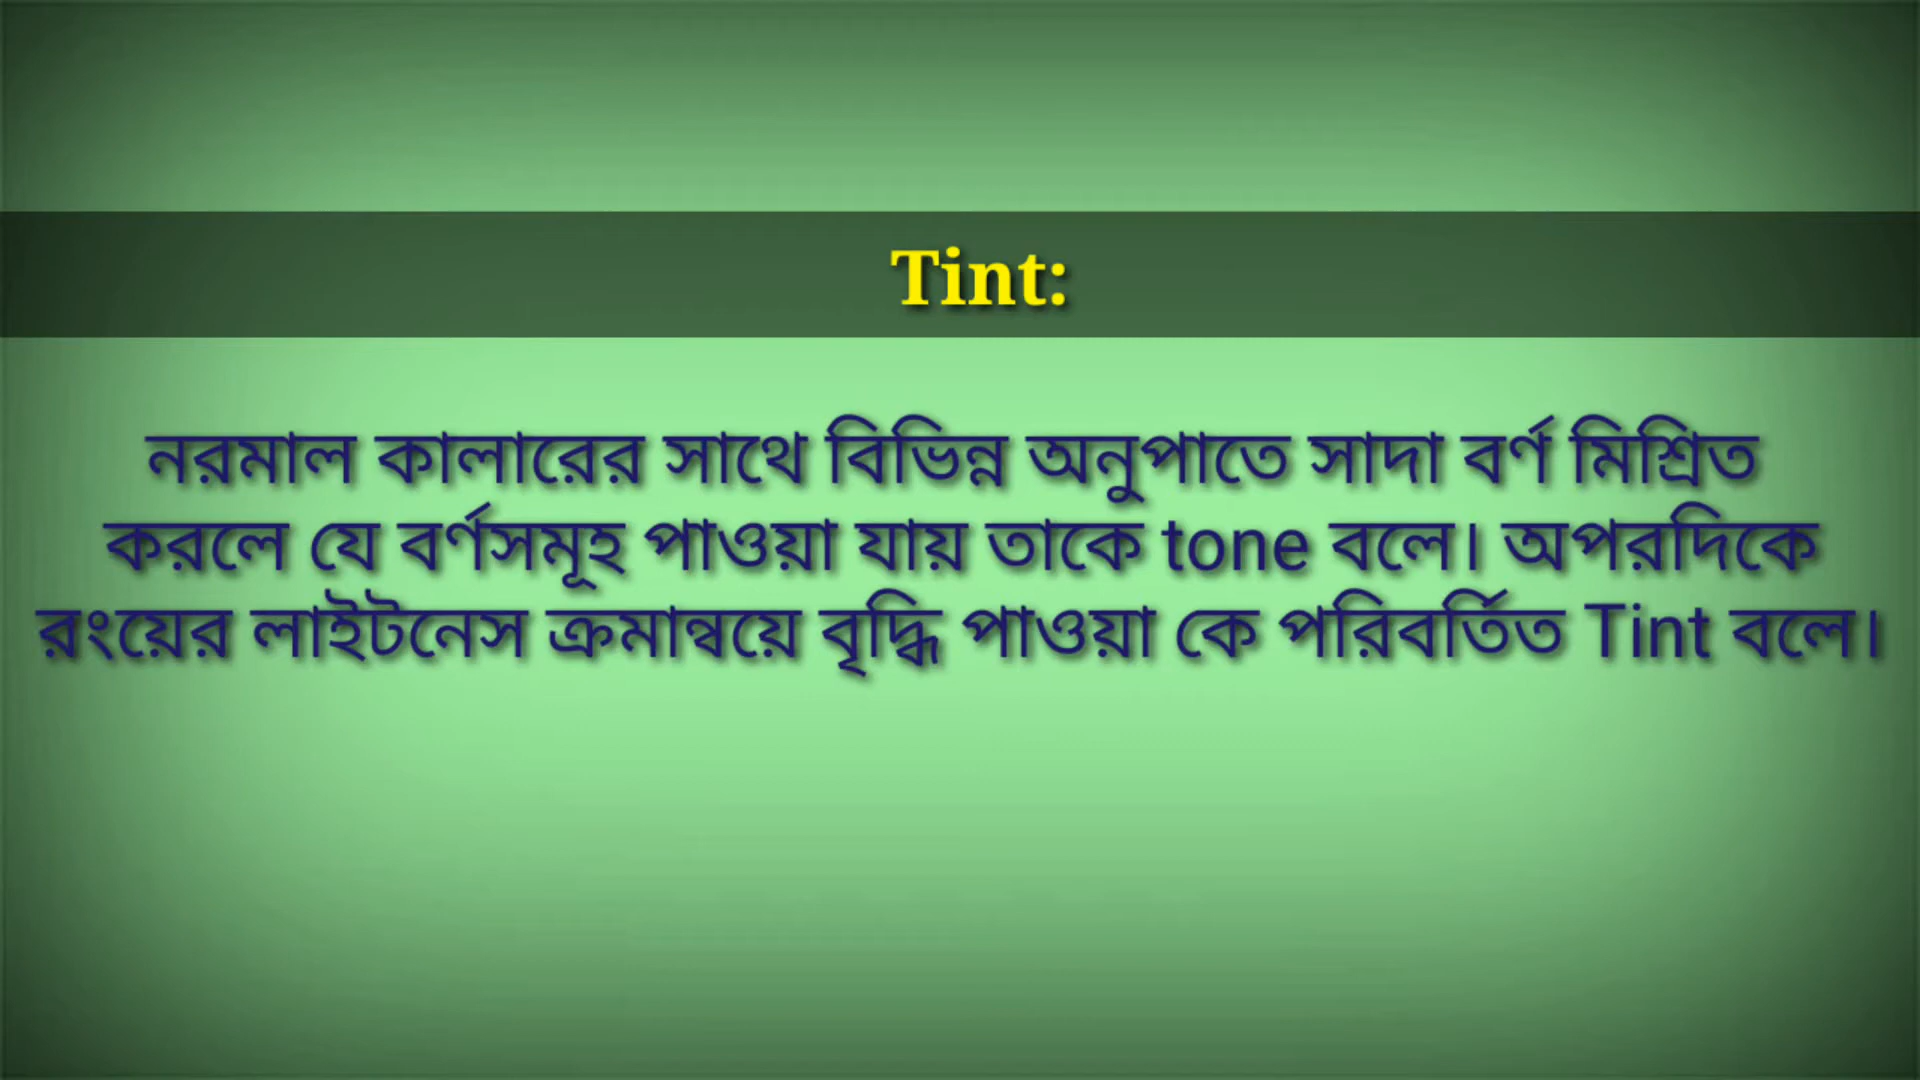 Tint:
নরমাল কালারের সাথে বিভিন্ন অনুপাতে সাদা বর্ণ মিশ্রিত
করলে যে বর্ণসমূহ পাওয়া যায় তাকে tone বলে। অপরদিকে
রংয়ের লাইটনেস ক্রমান্বয়ে বৃদ্ধি পাওয়া কে পরিবর্তিত Tint বলে।